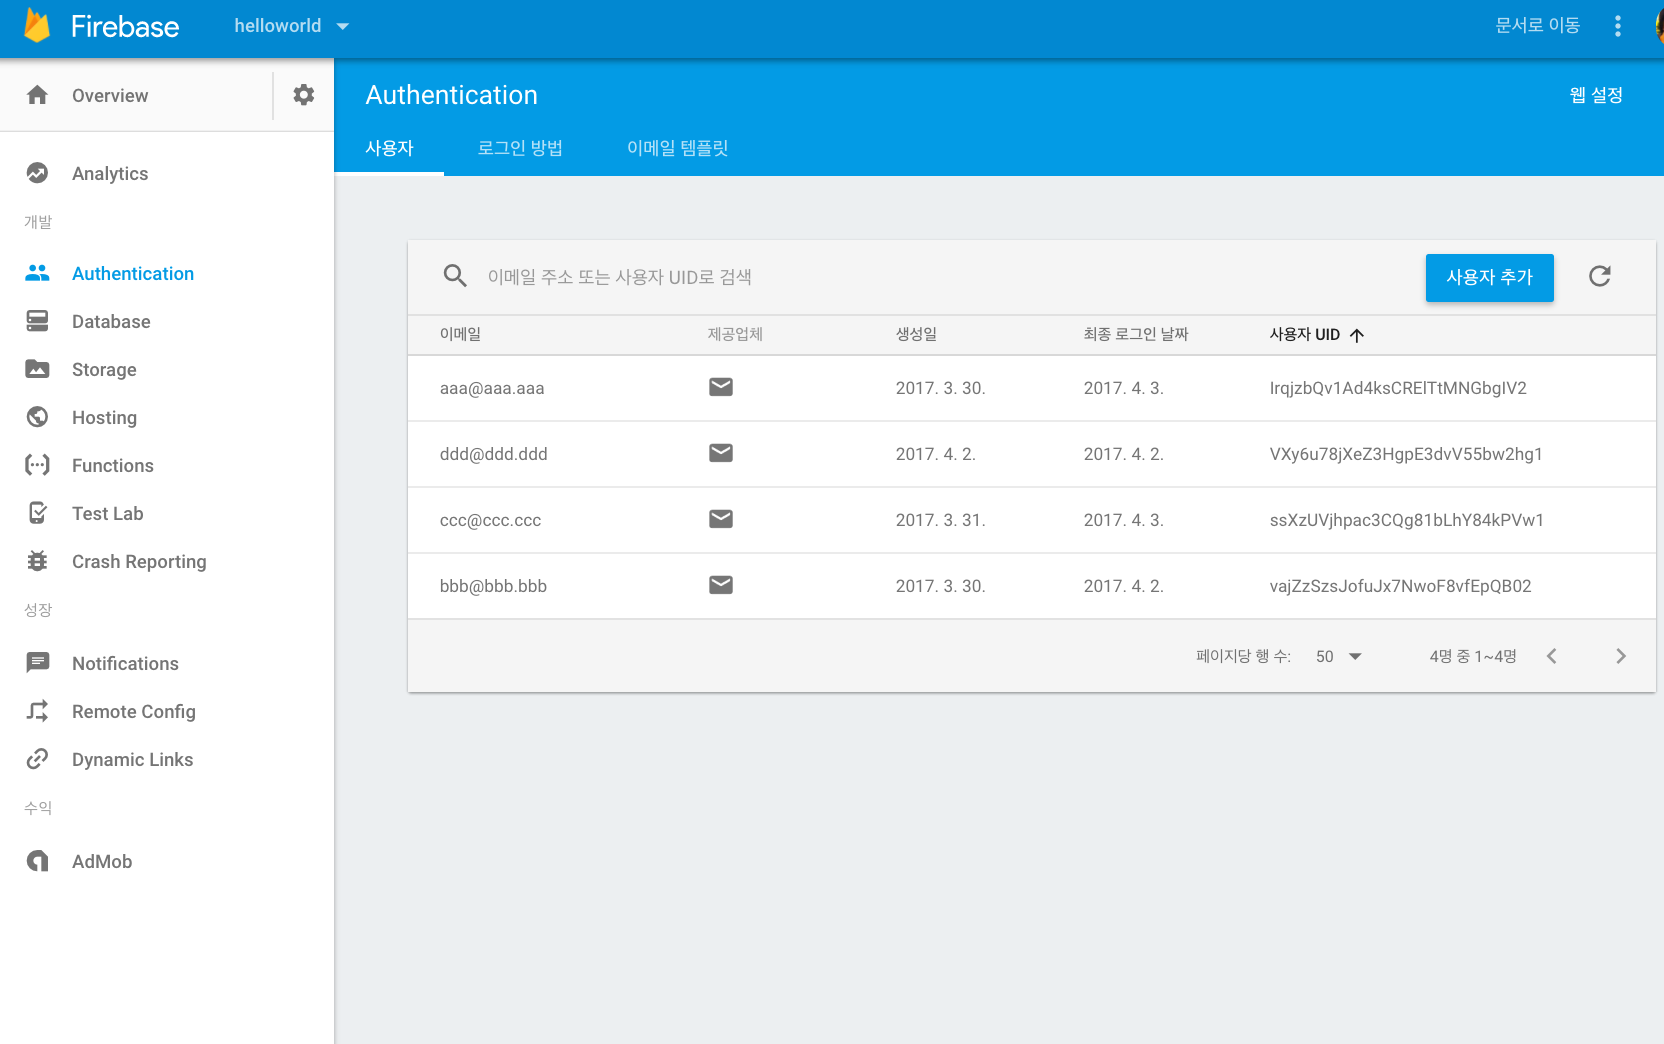 Firebase helloworld 문서로 이동
Overview
Analytics
개발
Authentication
Database
Storage
Hosting
Functions
Test Lab
Crash Reporting
성장
Notifications
Remote Config
Dynamic Links
수익
AdMob
Authentication 웹 설정
사용자 로그인 방법 이메일 템플릿
이메일 주소 또는 사용자 UID로 검색 사용자 추가
이메일 제공업체 생성일 최종 로그인 날짜 사용자 UID
aaa@aaa.aaa 2017. 3. 30. 2017. 4. 3. IrqjzbQv1Ad4ksCRElTtMNGbgIV2
ddd@ddd.ddd 2017. 4. 2. 2017. 4. 2. VXy6u78jXeZ3HgpE3dvV55bw2hg1
ccc@ccc.ccc 2017. 3. 31. 2017. 4. 3. ssXzUVjhpac3CQg81bLhY84kPVw1
bbb@bbb.bbb 2017. 3. 30. 2017. 4. 2. vajZzSzsJofuJx7NwoF8vfEpQB02
페이지당 행 수: 50 4명 중 1~4명